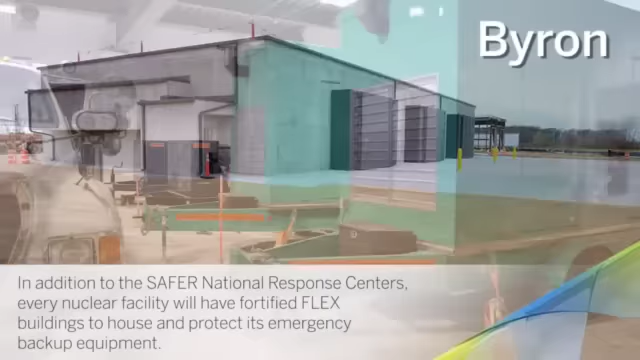 Byron
In addition to the SAFER National Response Centers,
every nuclear facility will have fortified FLEX
buildings to house and protect its emergency
backup equipment.